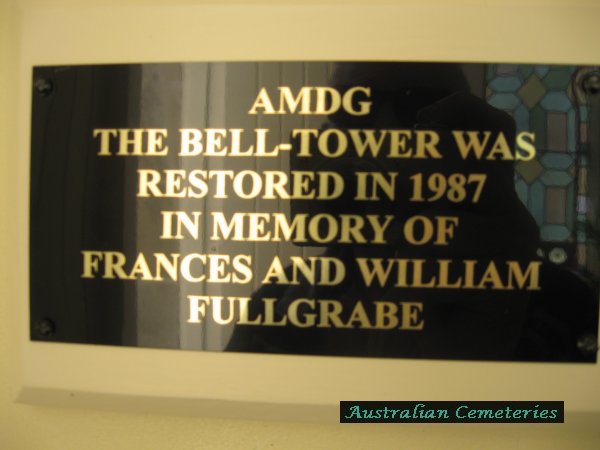 AMDG
THE BELL-TOWER WAS
RESTORED IN 1987
IN MEMORY OF
FRANCES AND WILLIAM
FULLGRABE
Australian Cemeteries